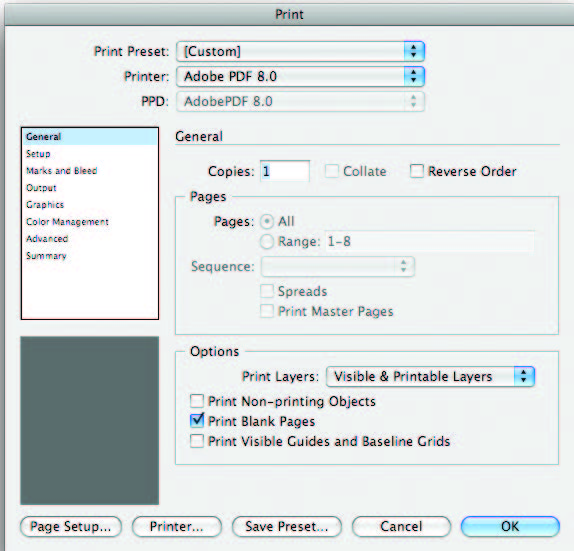 Print
Print Preset: [Custom]
Printer: Adobe PDF 8.0
PPD: AdobePDF 8.0
General
Setup
Marks and Bleed
Output
Graphics
Color Management
Advanced
Summary
General
Copies: 1 Collate Reverse Order
Pages
Pages: All
Range: 1-8
Sequence:
Spreads
Print Master Pages
Options
Print Layers: Visible & Printable Layers
Print Non-printing Objects
Print Blank Pages
Print Visible Guides and Baseline Grids
Page Setup... Printer... Save Preset... Cancel OK